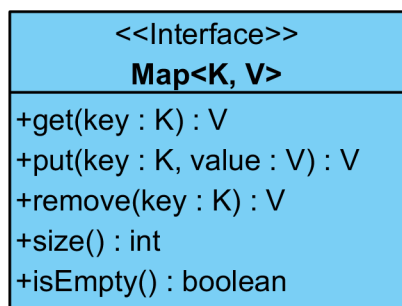 <<Interface>>
Map<K, V>
+get(key : K) : V
+put(key : K, value : V) : V
+remove(key : K) : V
+size() : int
+isEmpty() : boolean